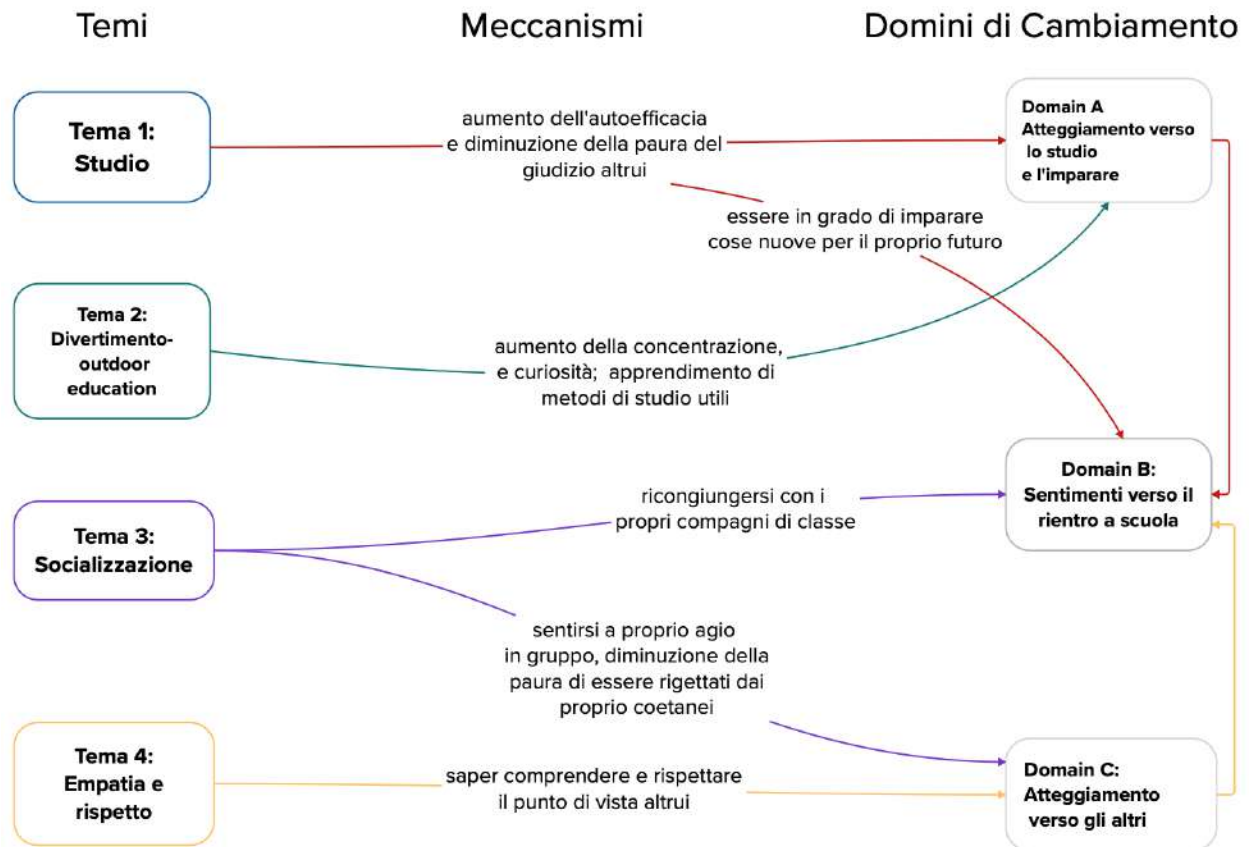 Temi
Meccanismi
Domini di Cambiamento
Tema 1:
Studio
aumento dell'autoefficacia
e diminuzione della paura del
giudizio altrui
Domain A
Atteggiamento verso
lo studio
e l'imparare
essere in grado di imparare
cose nuove per il proprio futuro
Tema 2:
Divertimento-
outdoor
education
aumento della concentrazione,
e curiosità; apprendimento di
metodi di studio utili
Tema 3:
Socializzazione
ricongiungersi con i
propri compagni di classe
Domain B:
Sentimenti verso il
rientro a scuola
sentirsi a proprio agio
in gruppo, diminuzione della
paura di essere rigettati dai
proprio coetanei
Tema 4:
Empatia e
rispetto
saper comprendere e rispettare
il punto di vista altrui
Domain C:
Atteggiamento
verso gli altri